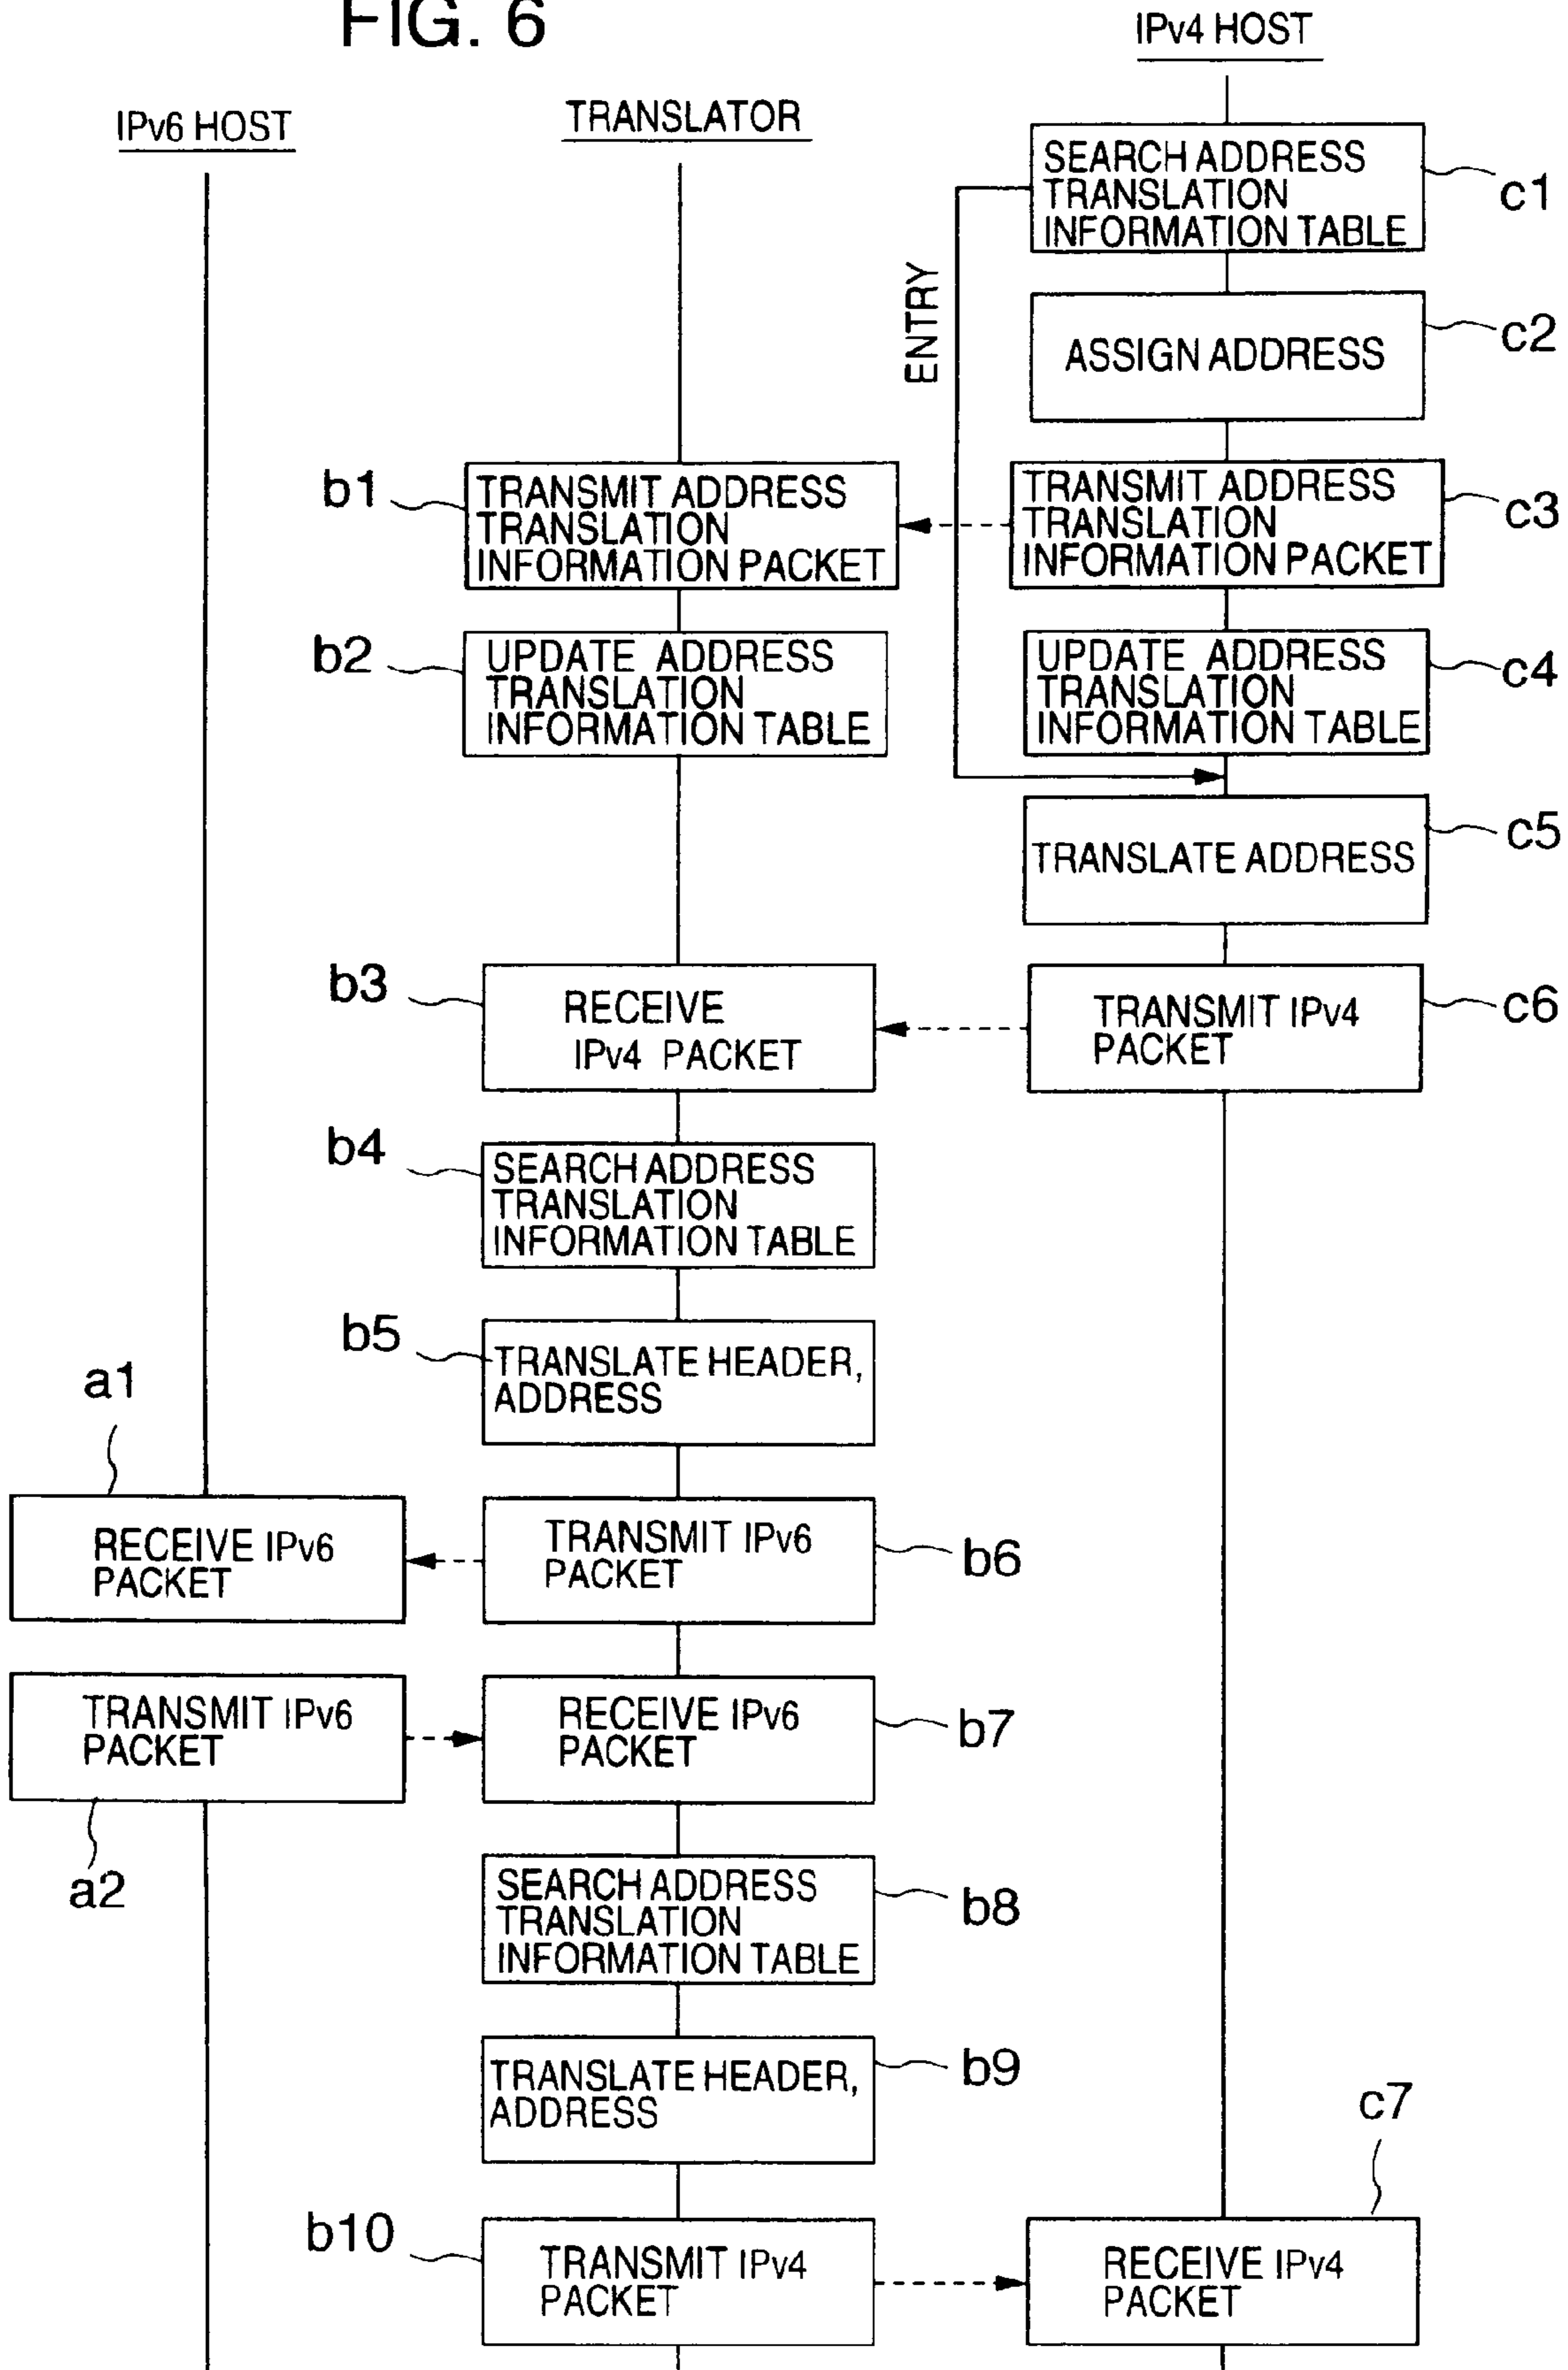 FIG. 6
IPv4 HOST
IPv6 HOST
TRANSLATOR
SEARCH ADDRESS
TRANSLATION
INFORMATION TABLE
c1
ENTRY
ASSIGN ADDRESS
c2
b1
TRANSMIT ADDRESS
TRANSLATION
INFORMATION PACKET
TRANSMIT ADDRESS
TRANSLATION
INFORMATION PACKET
c3
b2
UPDATE ADDRESS
TRANSLATION
INFORMATION TABLE
UPDATE ADDRESS
TRANSLATION
INFORMATION TABLE
c4
TRANSLATE ADDRESS
c5
b3
RECEIVE
IPv4 PACKET
TRANSMIT IPv4
PACKET
c6
b4
SEARCH ADDRESS
TRANSLATION
INFORMATION TABLE
b5
TRANSLATE HEADER,
ADDRESS
a1
RECEIVE IPv6
PACKET
TRANSMIT IPv6
PACKET
b6
TRANSMIT IPv6
PACKET
RECEIVE IPv6
PACKET
b7
a2
SEARCH ADDRESS
TRANSLATION
INFORMATION TABLE
b8
TRANSLATE HEADER,
ADDRESS
b9
c7
b10
TRANSMIT IPv4
PACKET
RECEIVE IPv4
PACKET